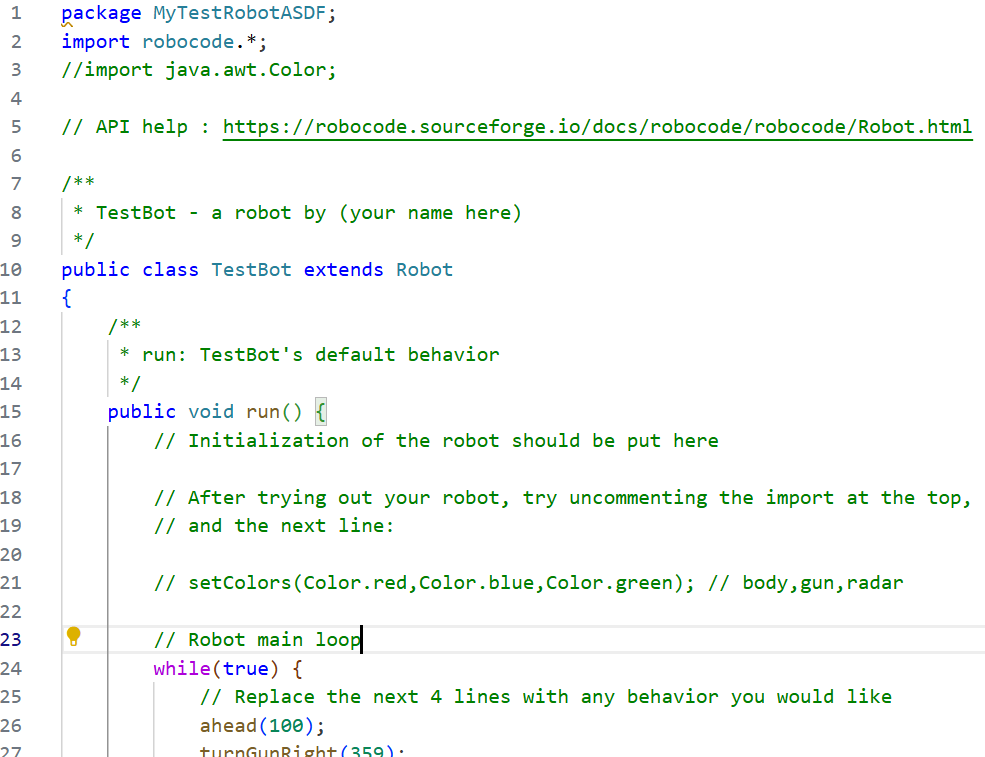 1 package MyTestRobotASDF;
2 import robocode.*;
3 //import java.awt.Color;
4
5 // API help : https://robocode.sourceforge.io/docs/robocode/robocode/Robot.html
6
7 /**
8  * TestBot - a robot by (your name here)
9  */
10 public class TestBot extends Robot
11 {
12     /**
13      * run: TestBot's default behavior
14      */
15     public void run() {
16         // Initialization of the robot should be put here
17
18         // After trying out your robot, try uncommenting the import at the top,
19         // and the next line:
20
21         // setColors(Color.red,Color.blue,Color.green); // body,gun,radar
22
23         // Robot main loop
24         while(true) {
25             // Replace the next 4 lines with any behavior you would like
26             ahead(100);
27             turnGunRight(359);